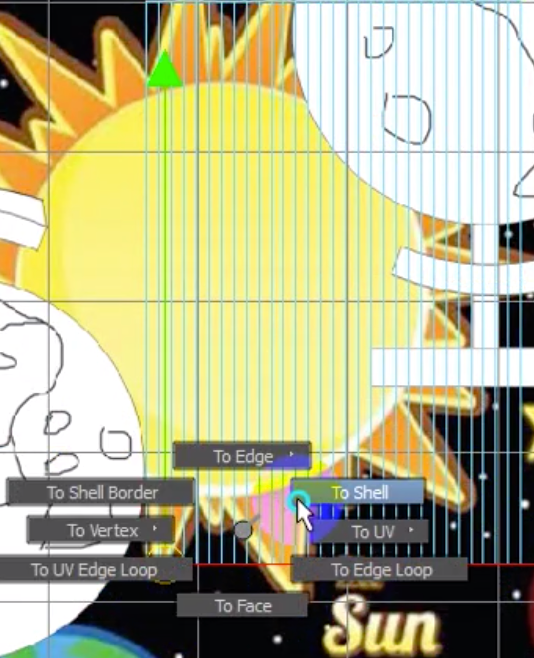 To Edge
To Shell Border
To Shell
To Vertex
To UV
To UV Edge Loop
To Edge Loop
To Face
Sun